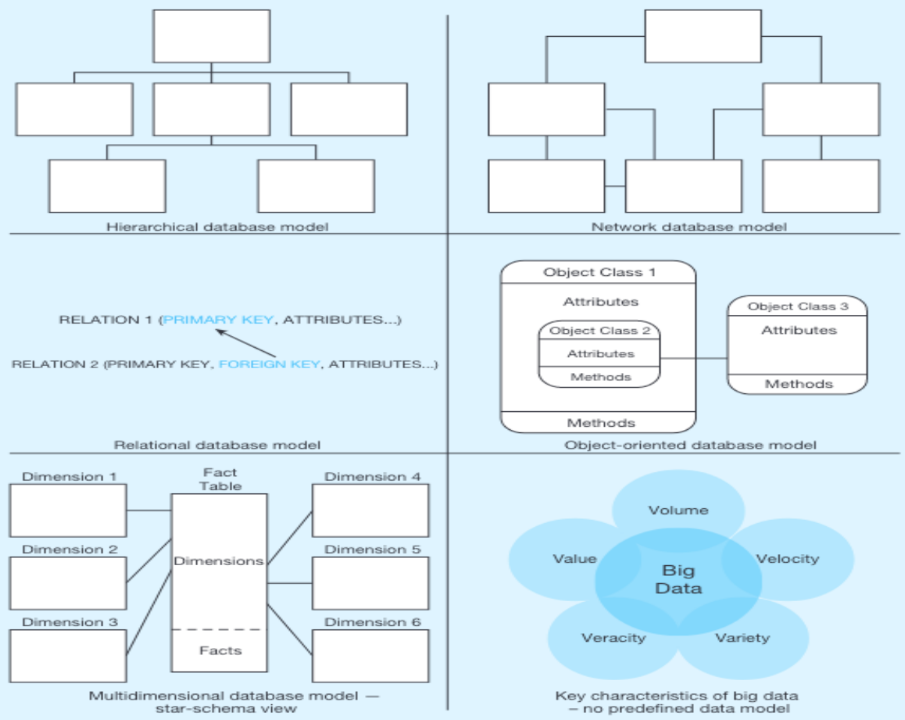 Hierarchical database model
Network database model
RELATION 1 (PRIMARY KEY, ATTRIBUTES...)
RELATION 2 (PRIMARY KEY, FOREIGN KEY, ATTRIBUTES...)
Relational database model
Object Class 1
Attributes
Object Class 2
Attributes
Methods
Methods
Object Class 3
Attributes
Methods
Object-oriented database model
Dimension 1
Dimension 2
Dimension 3
Fact
Table
Dimensions
Facts
Dimension 4
Dimension 5
Dimension 6
Multidimensional database model —
star-schema view
Volume
Value
Velocity
Big
Data
Veracity
Variety
Key characteristics of big data
– no predefined data model